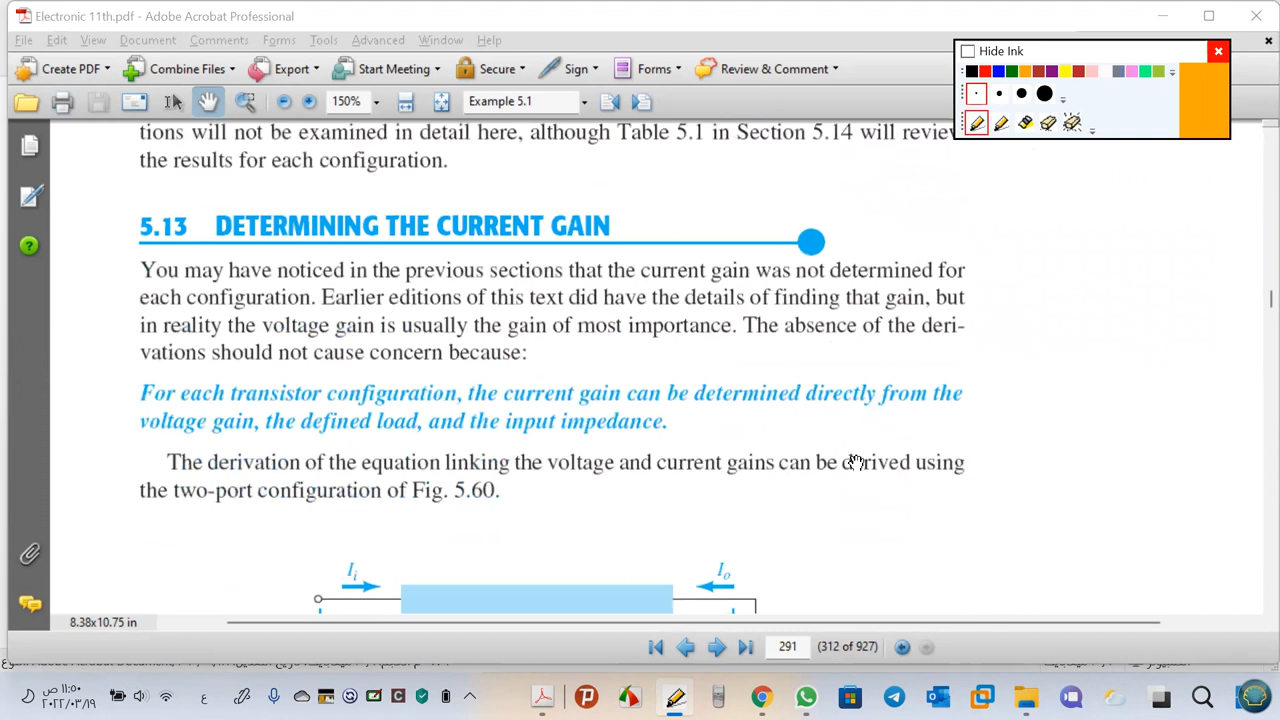 Electronic 11th.pdf - Adobe Acrobat Professional
File Edit View Document Comments Forms Tools Advanced Window Help
Hide Ink
Create PDF Combine Files Export Start Meeting Secure Sign Forms Review & Comment
150% Example 5.1
tions will not be examined in detail here, although Table 5.1 in Section 5.14 will review
the results for each configuration.
5.13 DETERMINING THE CURRENT GAIN
You may have noticed in the previous sections that the current gain was not determined for
each configuration. Earlier editions of this text did have the details of finding that gain, but
in reality the voltage gain is usually the gain of most importance. The absence of the deri-
vations should not cause concern because:
For each transistor configuration, the current gain can be determined directly from the
voltage gain, the defined load, and the input impedance.
The derivation of the equation linking the voltage and current gains can be derived using
the two-port configuration of Fig. 5.60.
Ii Io
8.38x10.75 in
291 (312 of 927)
١١:٥٠ ص
٢٠٢٢/٠٣/١٩
ع